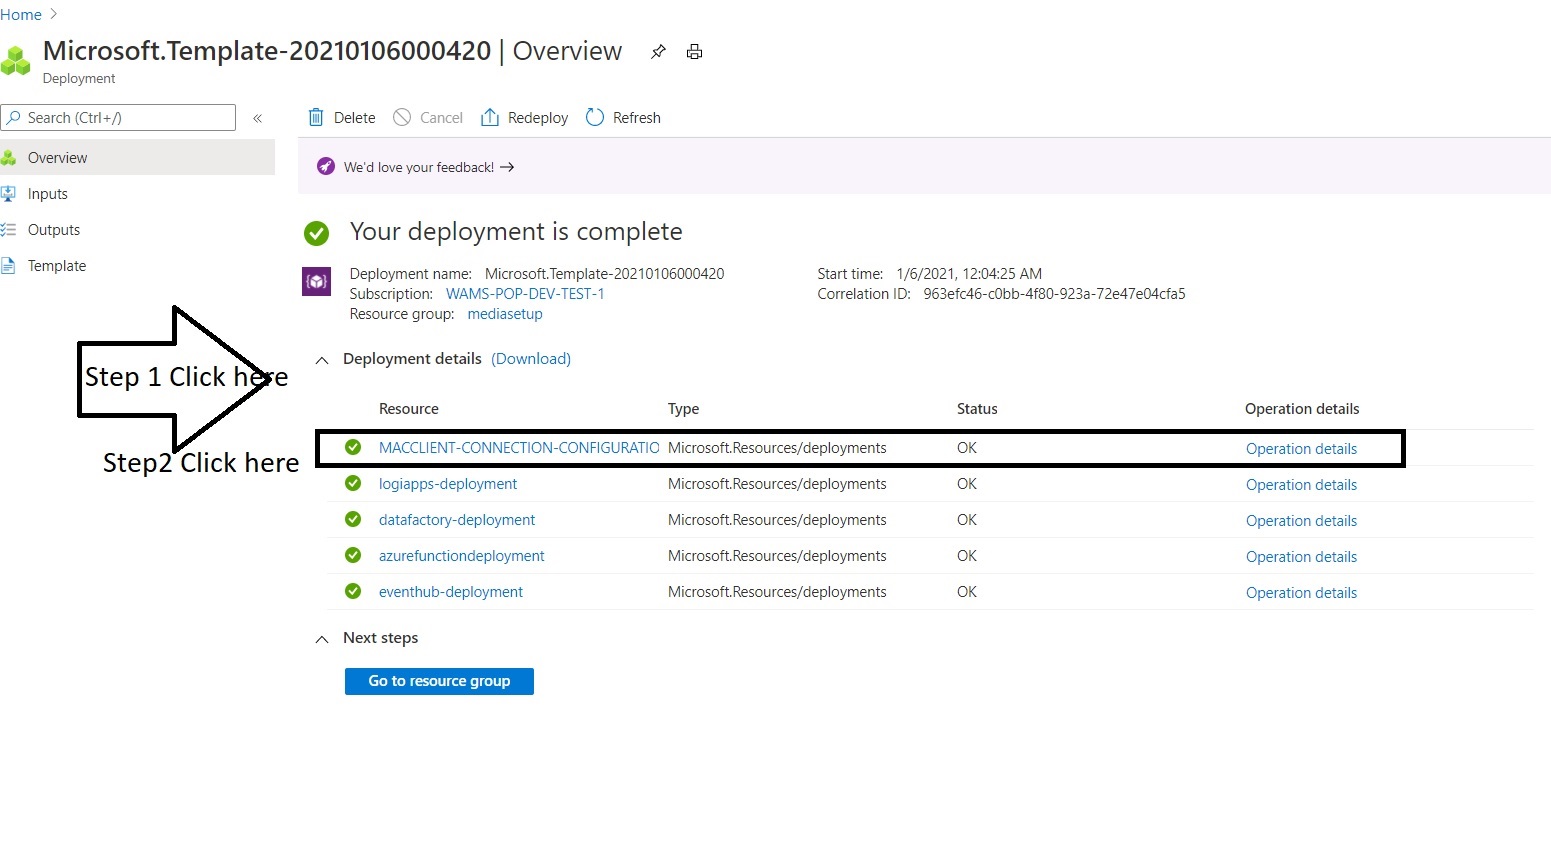 Home
Microsoft.Template-20210106000420 | Overview
Deployment
Search (Ctrl+/)
«
Delete Cancel Redeploy Refresh
Overview
Inputs
Outputs
Template
We'd love your feedback! →
Your deployment is complete
Deployment name: Microsoft.Template-20210106000420
Subscription: WAMS-POP-DEV-TEST-1
Resource group: mediasetup
Start time: 1/6/2021, 12:04:25 AM
Correlation ID: 963efc46-c0bb-4f80-923a-72e47e04cfa5
Step 1 Click here
Deployment details (Download)
Resource Type Status Operation details
Step2 Click here
MACCLIENT-CONNECTION-CONFIGURATIO Microsoft.Resources/deployments OK Operation details
logiapps-deployment Microsoft.Resources/deployments OK Operation details
datafactory-deployment Microsoft.Resources/deployments OK Operation details
azurefunctiondeployment Microsoft.Resources/deployments OK Operation details
eventhub-deployment Microsoft.Resources/deployments OK Operation details
Next steps
Go to resource group